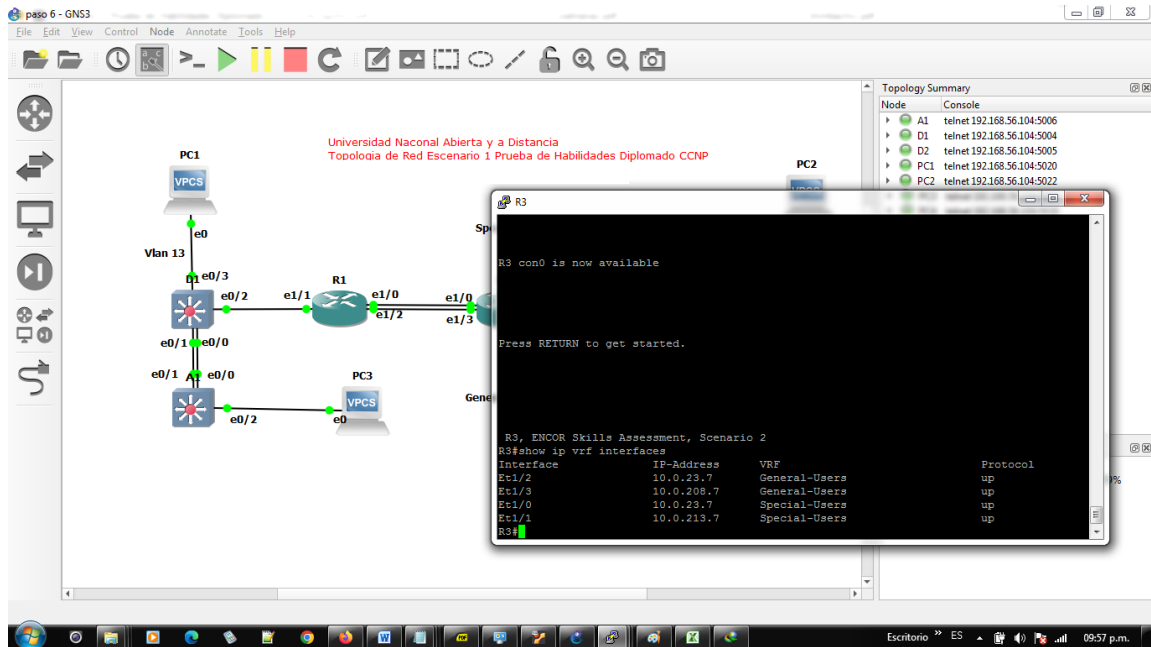 paso 6 - GNS3
File Edit View Control Node Annotate Tools Help
Universidad Naconal Abierta y a Distancia
Topologia de Red Escenario 1 Prueba de Habilidades Diplomado CCNP
PC1
VPCS
e0
Vlan 13
D1
e0/3
e0/2
e1/1
R1
e1/0
e1/2
e1/0
e1/3
e0/1
e0/0
e0/1
A1
e0/0
e0/2
PC3
VPCS
e0
PC2
VPCS
Spe
Gene
Topology Summary
Node Console
A1 telnet 192.168.56.104:5006
D1 telnet 192.168.56.104:5004
D2 telnet 192.168.56.104:5005
PC1 telnet 192.168.56.104:5020
PC2 telnet 192.168.56.104:5022
R3
R3 con0 is now available
Press RETURN to get started.
R3, ENCOR Skills Assessment, Scenario 2
R3#show ip vrf interfaces
Interface IP-Address VRF Protocol
Et1/2 10.0.23.7 General-Users up
Et1/3 10.0.208.7 General-Users up
Et1/0 10.0.23.7 Special-Users up
Et1/1 10.0.213.7 Special-Users up
R3#
Escritorio » ES 09:57 p.m.